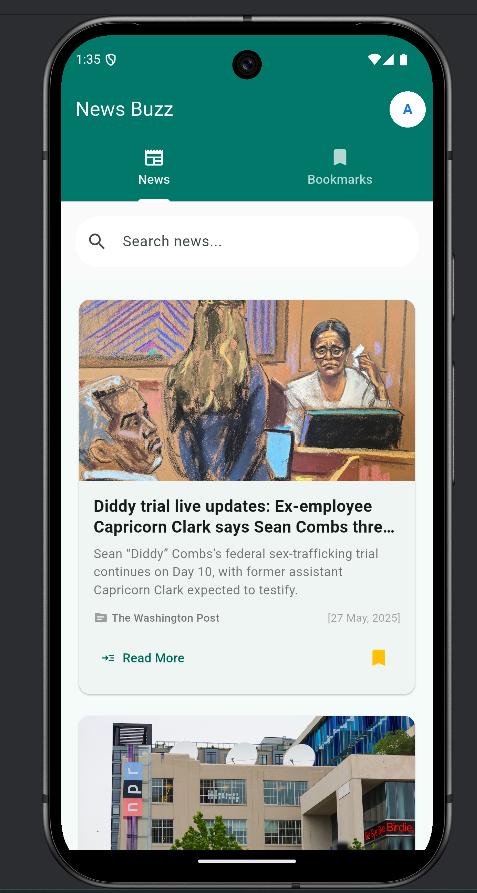 1:35
News Buzz
A
News
Bookmarks
Search news...
Diddy trial live updates: Ex-employee
Capricorn Clark says Sean Combs thre…
Sean “Diddy” Combs’s federal sex-trafficking trial
continues on Day 10, with former assistant
Capricorn Clark expected to testify.
The Washington Post
[27 May, 2025]
Read More
npr
Birdie.